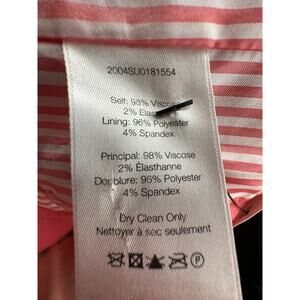 2004SU0181554
Self: 98% Viscose
2% Elasthane
Lining: 96% Polyester
4% Spandex
Principal: 98% Viscose
2% Élasthanne
Doublure: 96% Polyester
4% Spandex
Dry Clean Only
Nettoyer à sec seulement
P